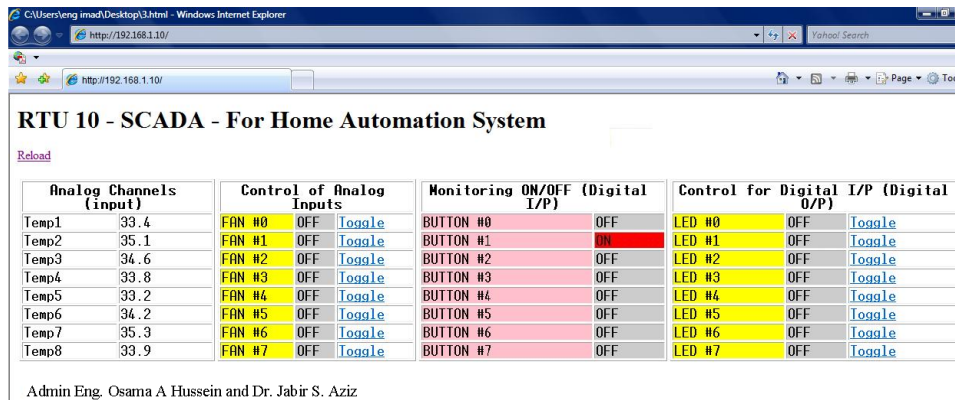 C:\Users\eng imad\Desktop\3.html - Windows Internet Explorer
http://192.168.1.10/
Yahoo! Search
http://192.168.1.10/
Page
RTU 10 - SCADA - For Home Automation System
Reload
Analog Channels (input) Control of Analog Inputs Monitoring ON/OFF (Digital I/P) Control for Digital I/P (Digital O/P)
Temp1 33.4 FAN #0 OFF Toggle BUTTON #0 OFF LED #0 OFF Toggle
Temp2 35.1 FAN #1 OFF Toggle BUTTON #1 ON LED #1 OFF Toggle
Temp3 34.6 FAN #2 OFF Toggle BUTTON #2 OFF LED #2 OFF Toggle
Temp4 33.8 FAN #3 OFF Toggle BUTTON #3 OFF LED #3 OFF Toggle
Temp5 33.2 FAN #4 OFF Toggle BUTTON #4 OFF LED #4 OFF Toggle
Temp6 34.2 FAN #5 OFF Toggle BUTTON #5 OFF LED #5 OFF Toggle
Temp7 35.3 FAN #6 OFF Toggle BUTTON #6 OFF LED #6 OFF Toggle
Temp8 33.9 FAN #7 OFF Toggle BUTTON #7 OFF LED #7 OFF Toggle
Admin Eng. Osama A Hussein and Dr. Jabir S. Aziz